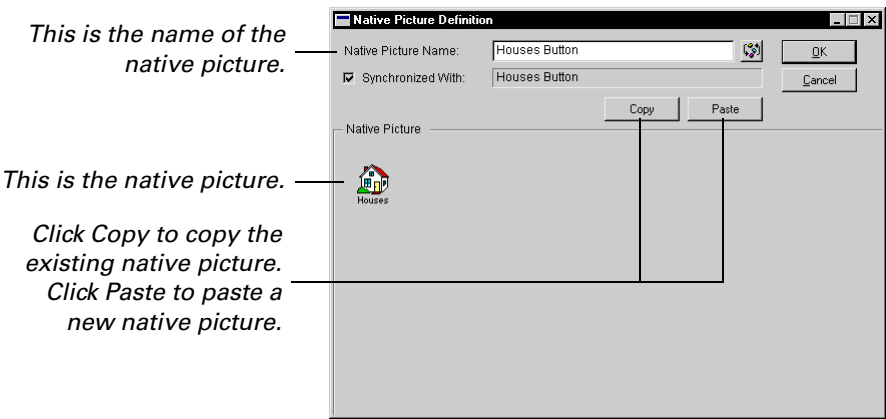 This is the name of the
native picture.
Native Picture Definition
Native Picture Name:
Houses Button
OK
Synchronized With:
Houses Button
Cancel
Copy
Paste
Native Picture
This is the native picture.
Houses
Click Copy to copy the
existing native picture.
Click Paste to paste a
new native picture.